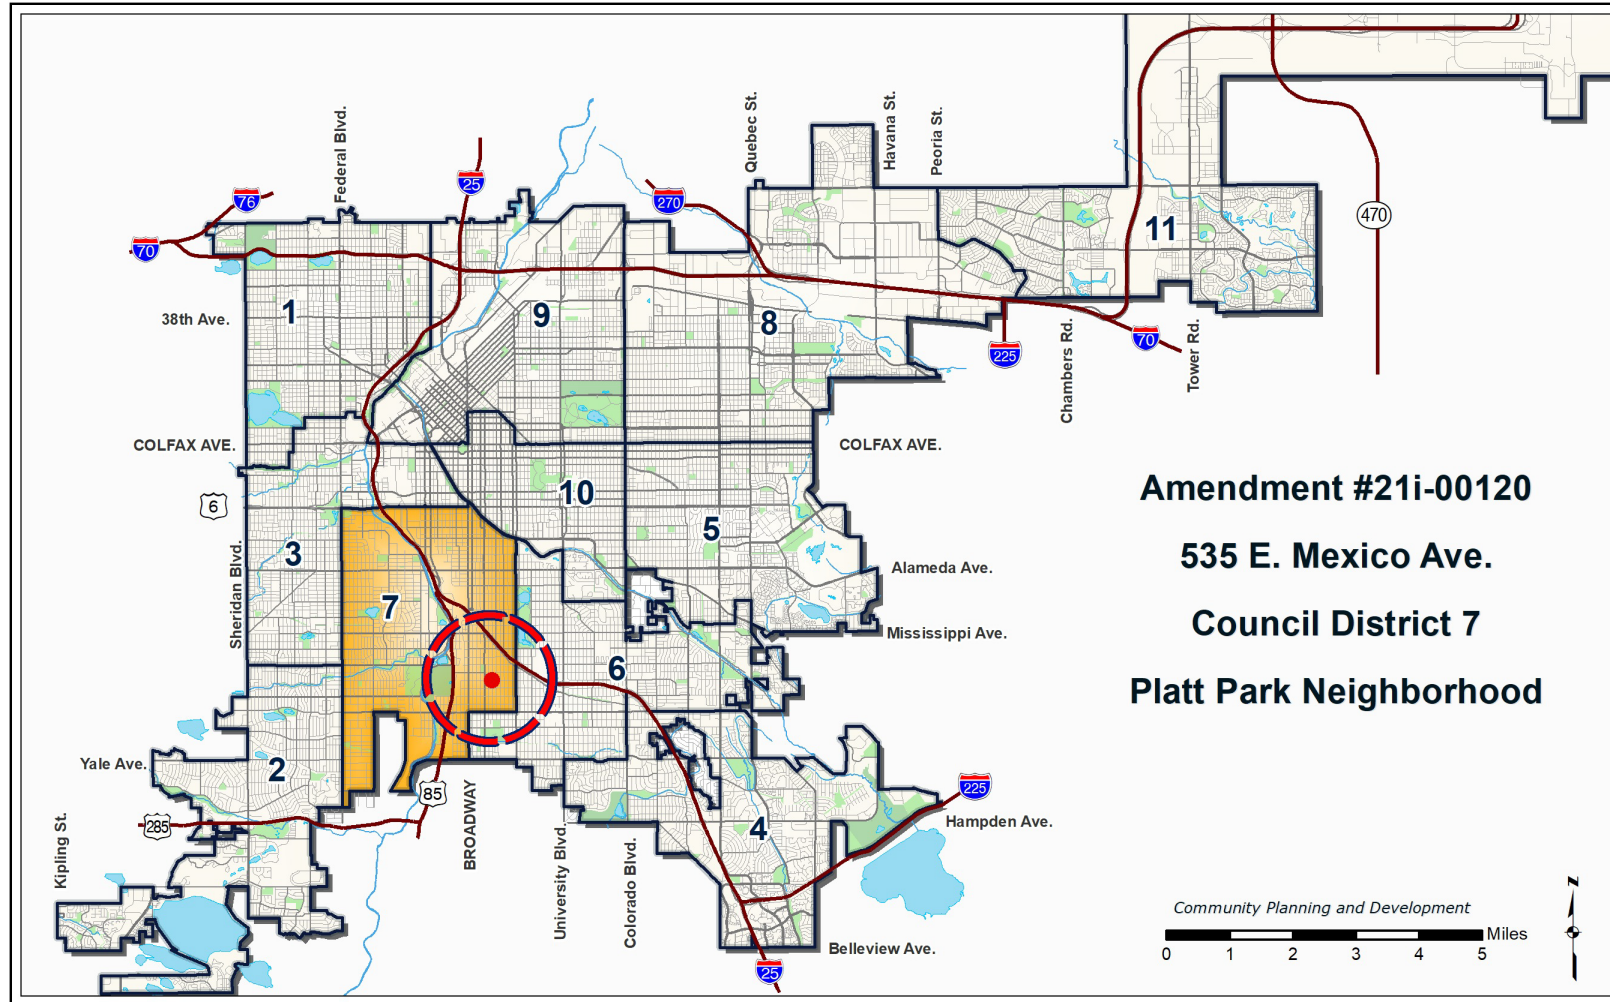 Federal Blvd.
Quebec St.
Havana St.
Peoria St.
76
25
270
70
470
11
1
9
8
38th Ave.
225
70
Chambers Rd.
Tower Rd.
COLFAX AVE.
COLFAX AVE.
6
10
5
3
Sheridan Blvd.
Alameda Ave.
7
Mississippi Ave.
6
Amendment #21i-00120
535 E. Mexico Ave.
Council District 7
Platt Park Neighborhood
Yale Ave.
2
85
285
BROADWAY
225
Hampden Ave.
4
Kipling St.
University Blvd.
Colorado Blvd.
Belleview Ave.
25
Community Planning and Development
Miles
0 1 2 3 4 5
Z